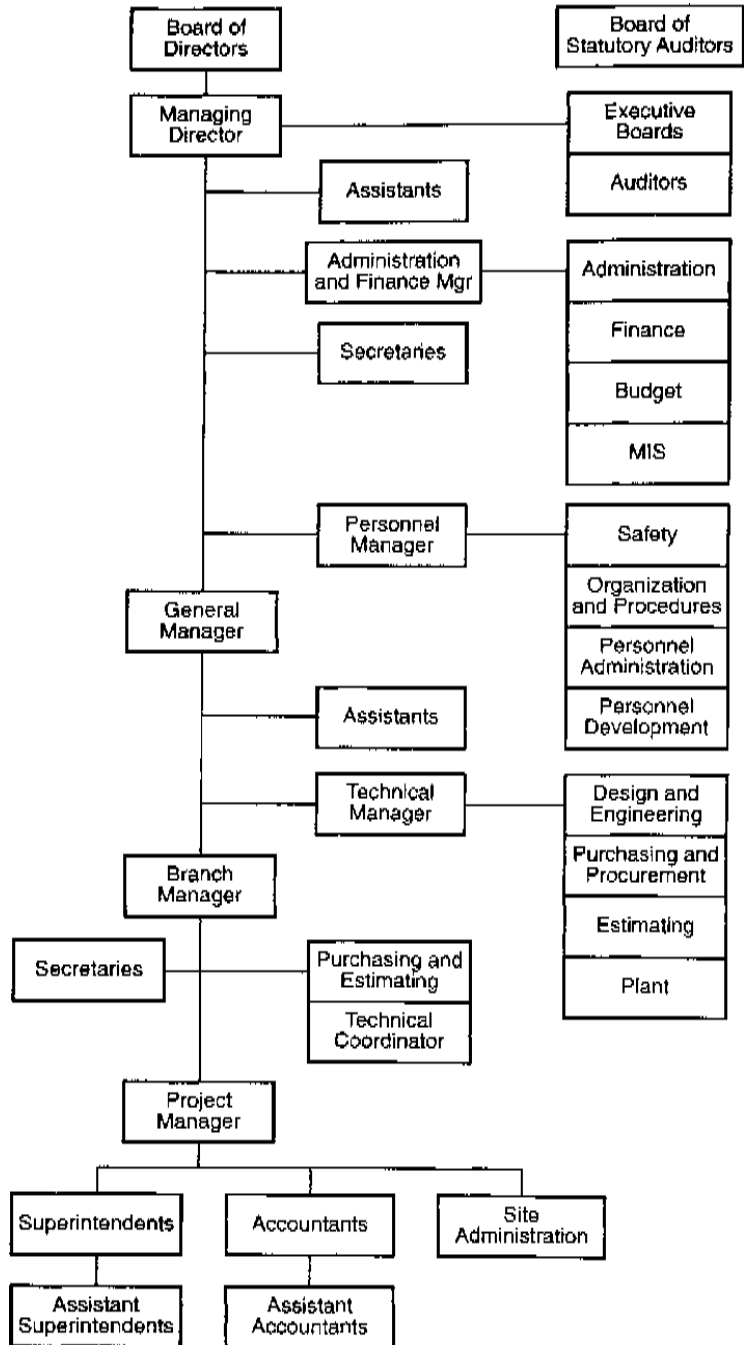 Board of
Directors
Board of
Statutory Auditors
Managing
Director
Executive
Boards
Auditors
Assistants
Administration
and Finance Mgr
Administration
Finance
Secretaries
Budget
MIS
Personnel
Manager
Safety
Organization
and Procedures
General
Manager
Personnel
Administration
Personnel
Development
Assistants
Technical
Manager
Design and
Engineering
Purchasing and
Procurement
Branch
Manager
Estimating
Secretaries
Purchasing and
Estimating
Plant
Technical
Coordinator
Project
Manager
Superintendents
Accountants
Site
Administration
Assistant
Superintendents
Assistant
Accountants